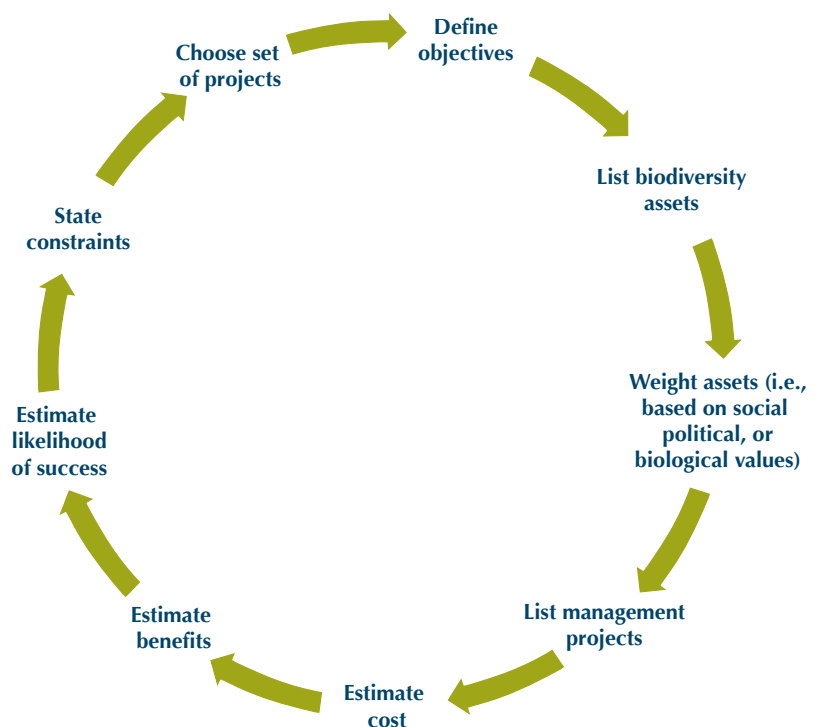 Define
objectives
List biodiversity
assets
Weight assets (i.e.,
based on social
political, or
biological values)
List management
projects
Estimate
cost
Estimate
benefits
Estimate
likelihood
of success
State
constraints
Choose set
of projects